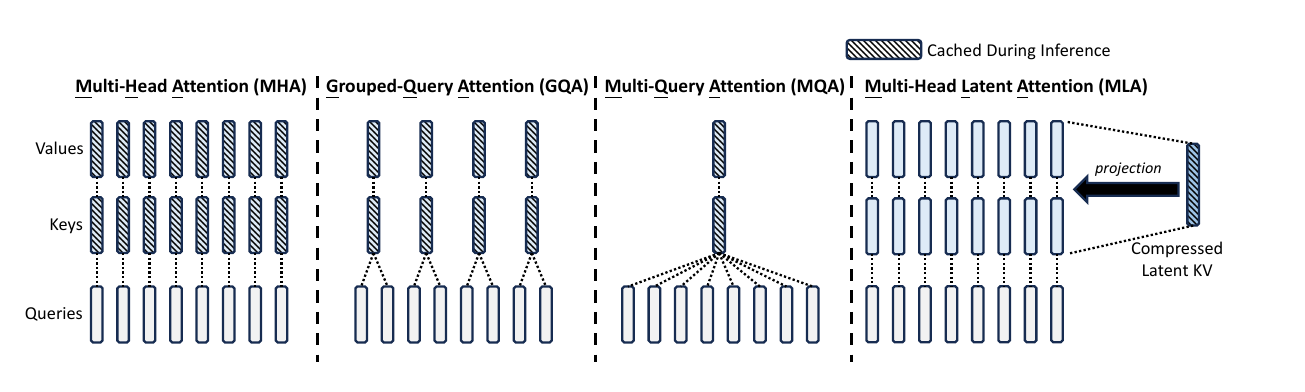 Cached During Inference
Multi-Head Attention (MHA)
Grouped-Query Attention (GQA)
Multi-Query Attention (MQA)
Multi-Head Latent Attention (MLA)
Values
projection
Keys
Compressed
Latent KV
Queries